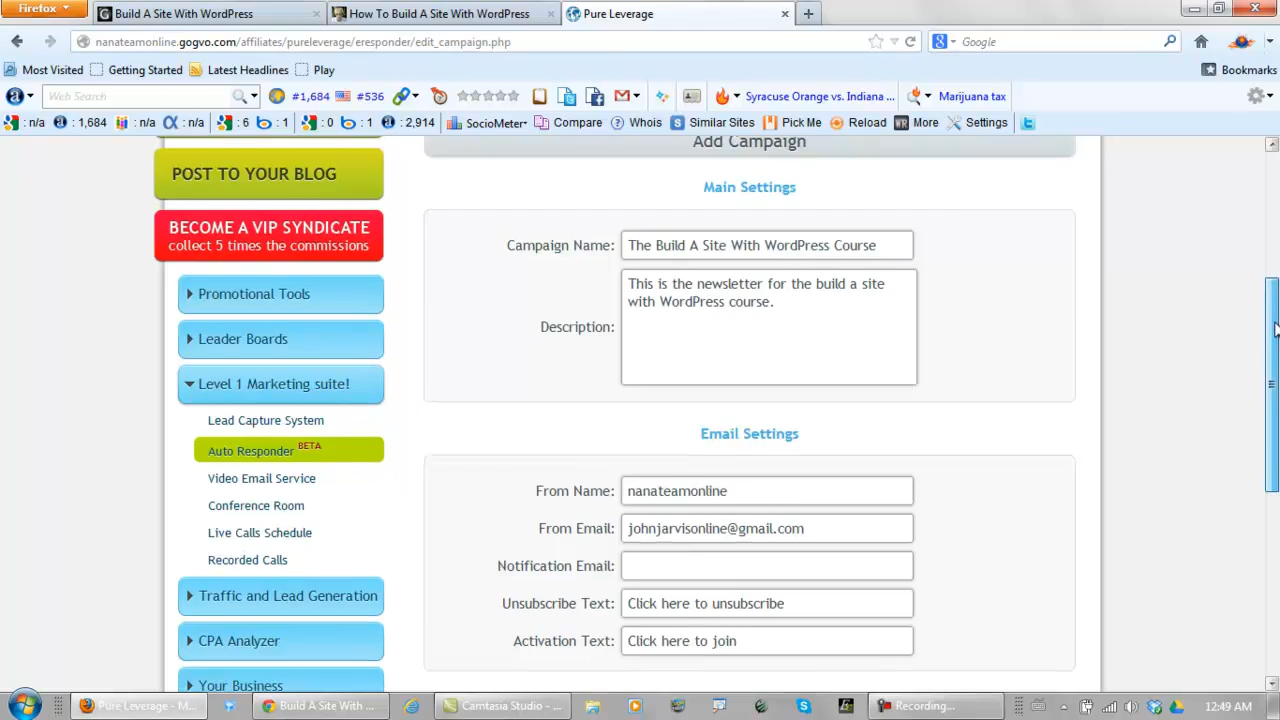 Firefox
Build A Site With WordPress
How To Build A Site With WordPress
Pure Leverage
nanateamonline.gogvo.com/affiliates/pureleverage/eresponder/edit_campaign.php
Google
Most Visited
Getting Started
Latest Headlines
Play
Bookmarks
Web Search
#1,684
#536
Syracuse Orange vs. Indiana ...
Marijuana tax
: n/a
: 1,684
: n/a
: n/a
: 6
: 1
: 0
: 1
: 2,914
SocioMeter
Compare
Whois
Similar Sites
Pick Me
Reload
More
Settings
POST TO YOUR BLOG
BECOME A VIP SYNDICATE
collect 5 times the commissions
Promotional Tools
Leader Boards
Level 1 Marketing suite!
Lead Capture System
Auto Responder BETA
Video Email Service
Conference Room
Live Calls Schedule
Recorded Calls
Traffic and Lead Generation
CPA Analyzer
Your Business
Add Campaign
Main Settings
Campaign Name: The Build A Site With WordPress Course
Description: This is the newsletter for the build a site
with WordPress course.
Email Settings
From Name: nanateamonline
From Email: johnjarvisonline@gmail.com
Notification Email:
Unsubscribe Text: Click here to unsubscribe
Activation Text: Click here to join
Pure Leverage - M...
Build A Site With ...
Camtasia Studio - ...
Recording...
12:49 AM